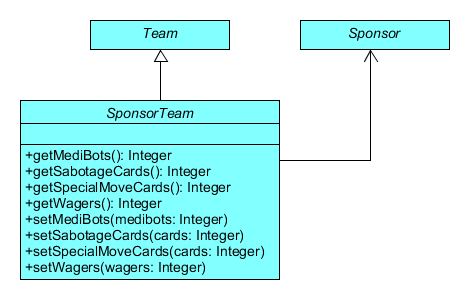 Team
Sponsor
SponsorTeam
+getMediBots(): Integer
+getSabotageCards(): Integer
+getSpecialMoveCards(): Integer
+getWagers(): Integer
+setMediBots(medibots: Integer)
+setSabotageCards(cards: Integer)
+setSpecialMoveCards(cards: Integer)
+setWagers(wagers: Integer)